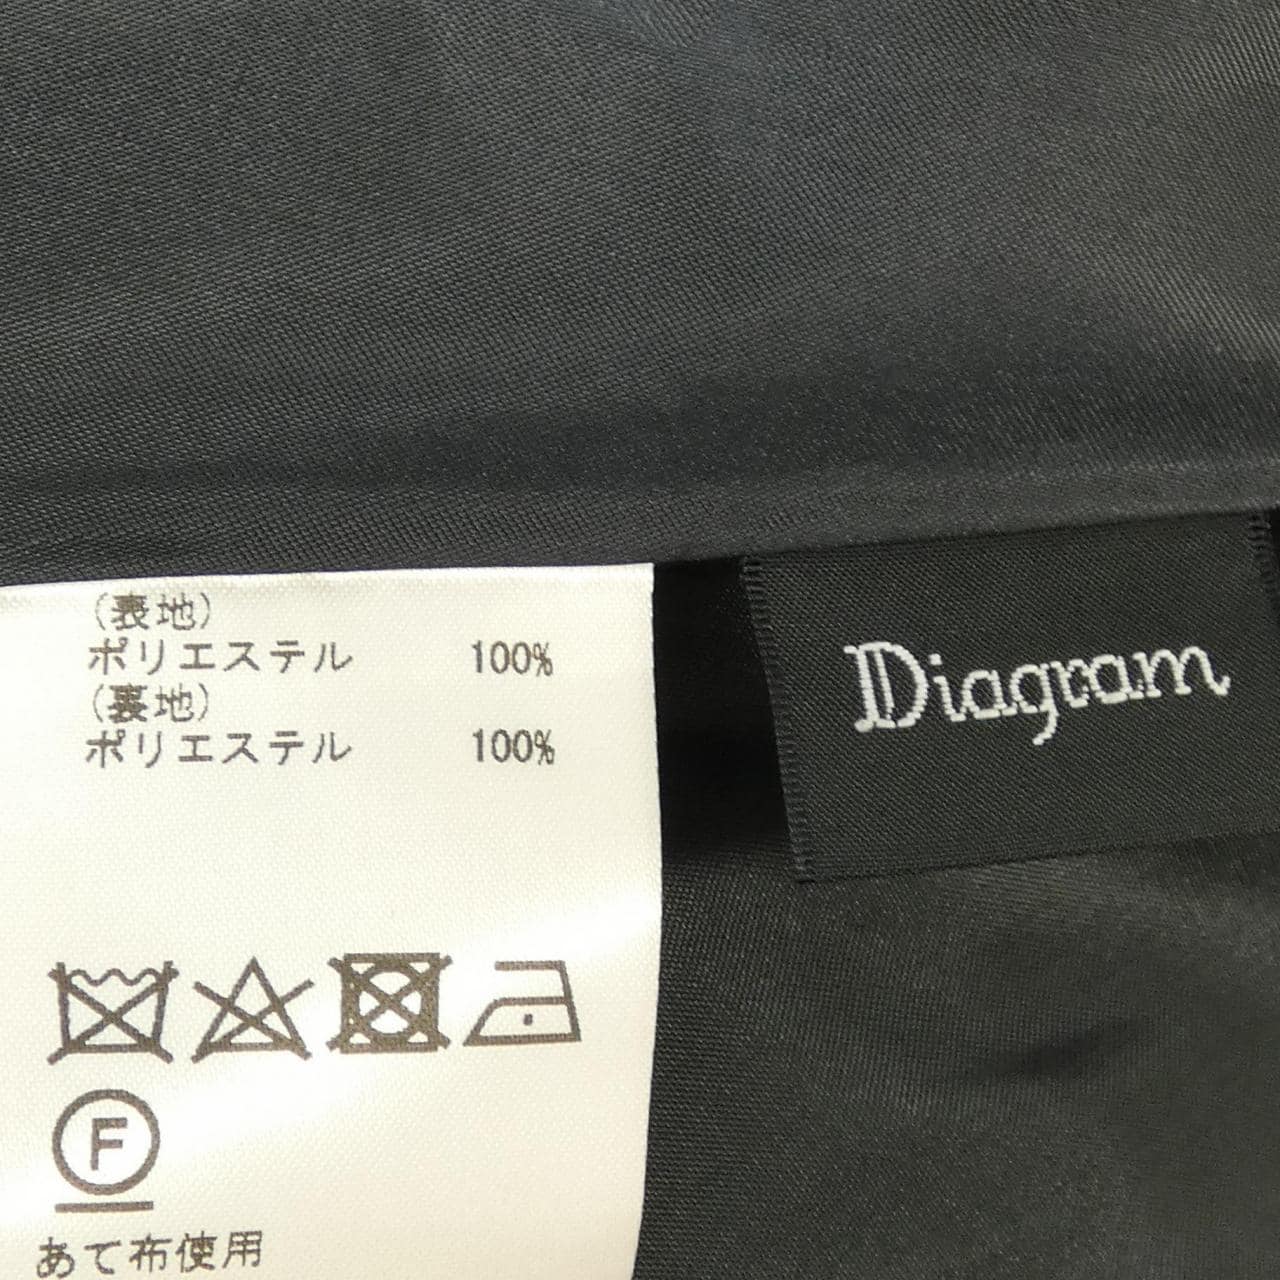 (表地)
ポリエステル 100%
(裏地)
ポリエステル 100%
F
あて布使用
Diagram